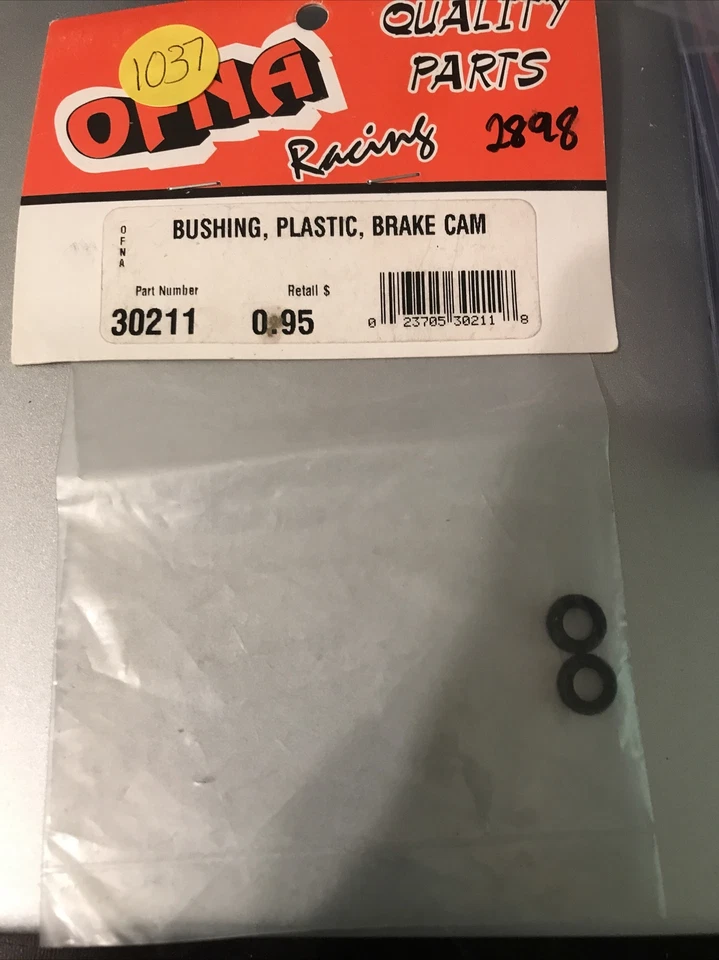 1037
OFNA
QUALITY
PARTS
Racing
2898
OFNA
BUSHING, PLASTIC, BRAKE CAM
Part Number
Retail $
30211
0.95
0 23705 30211 8